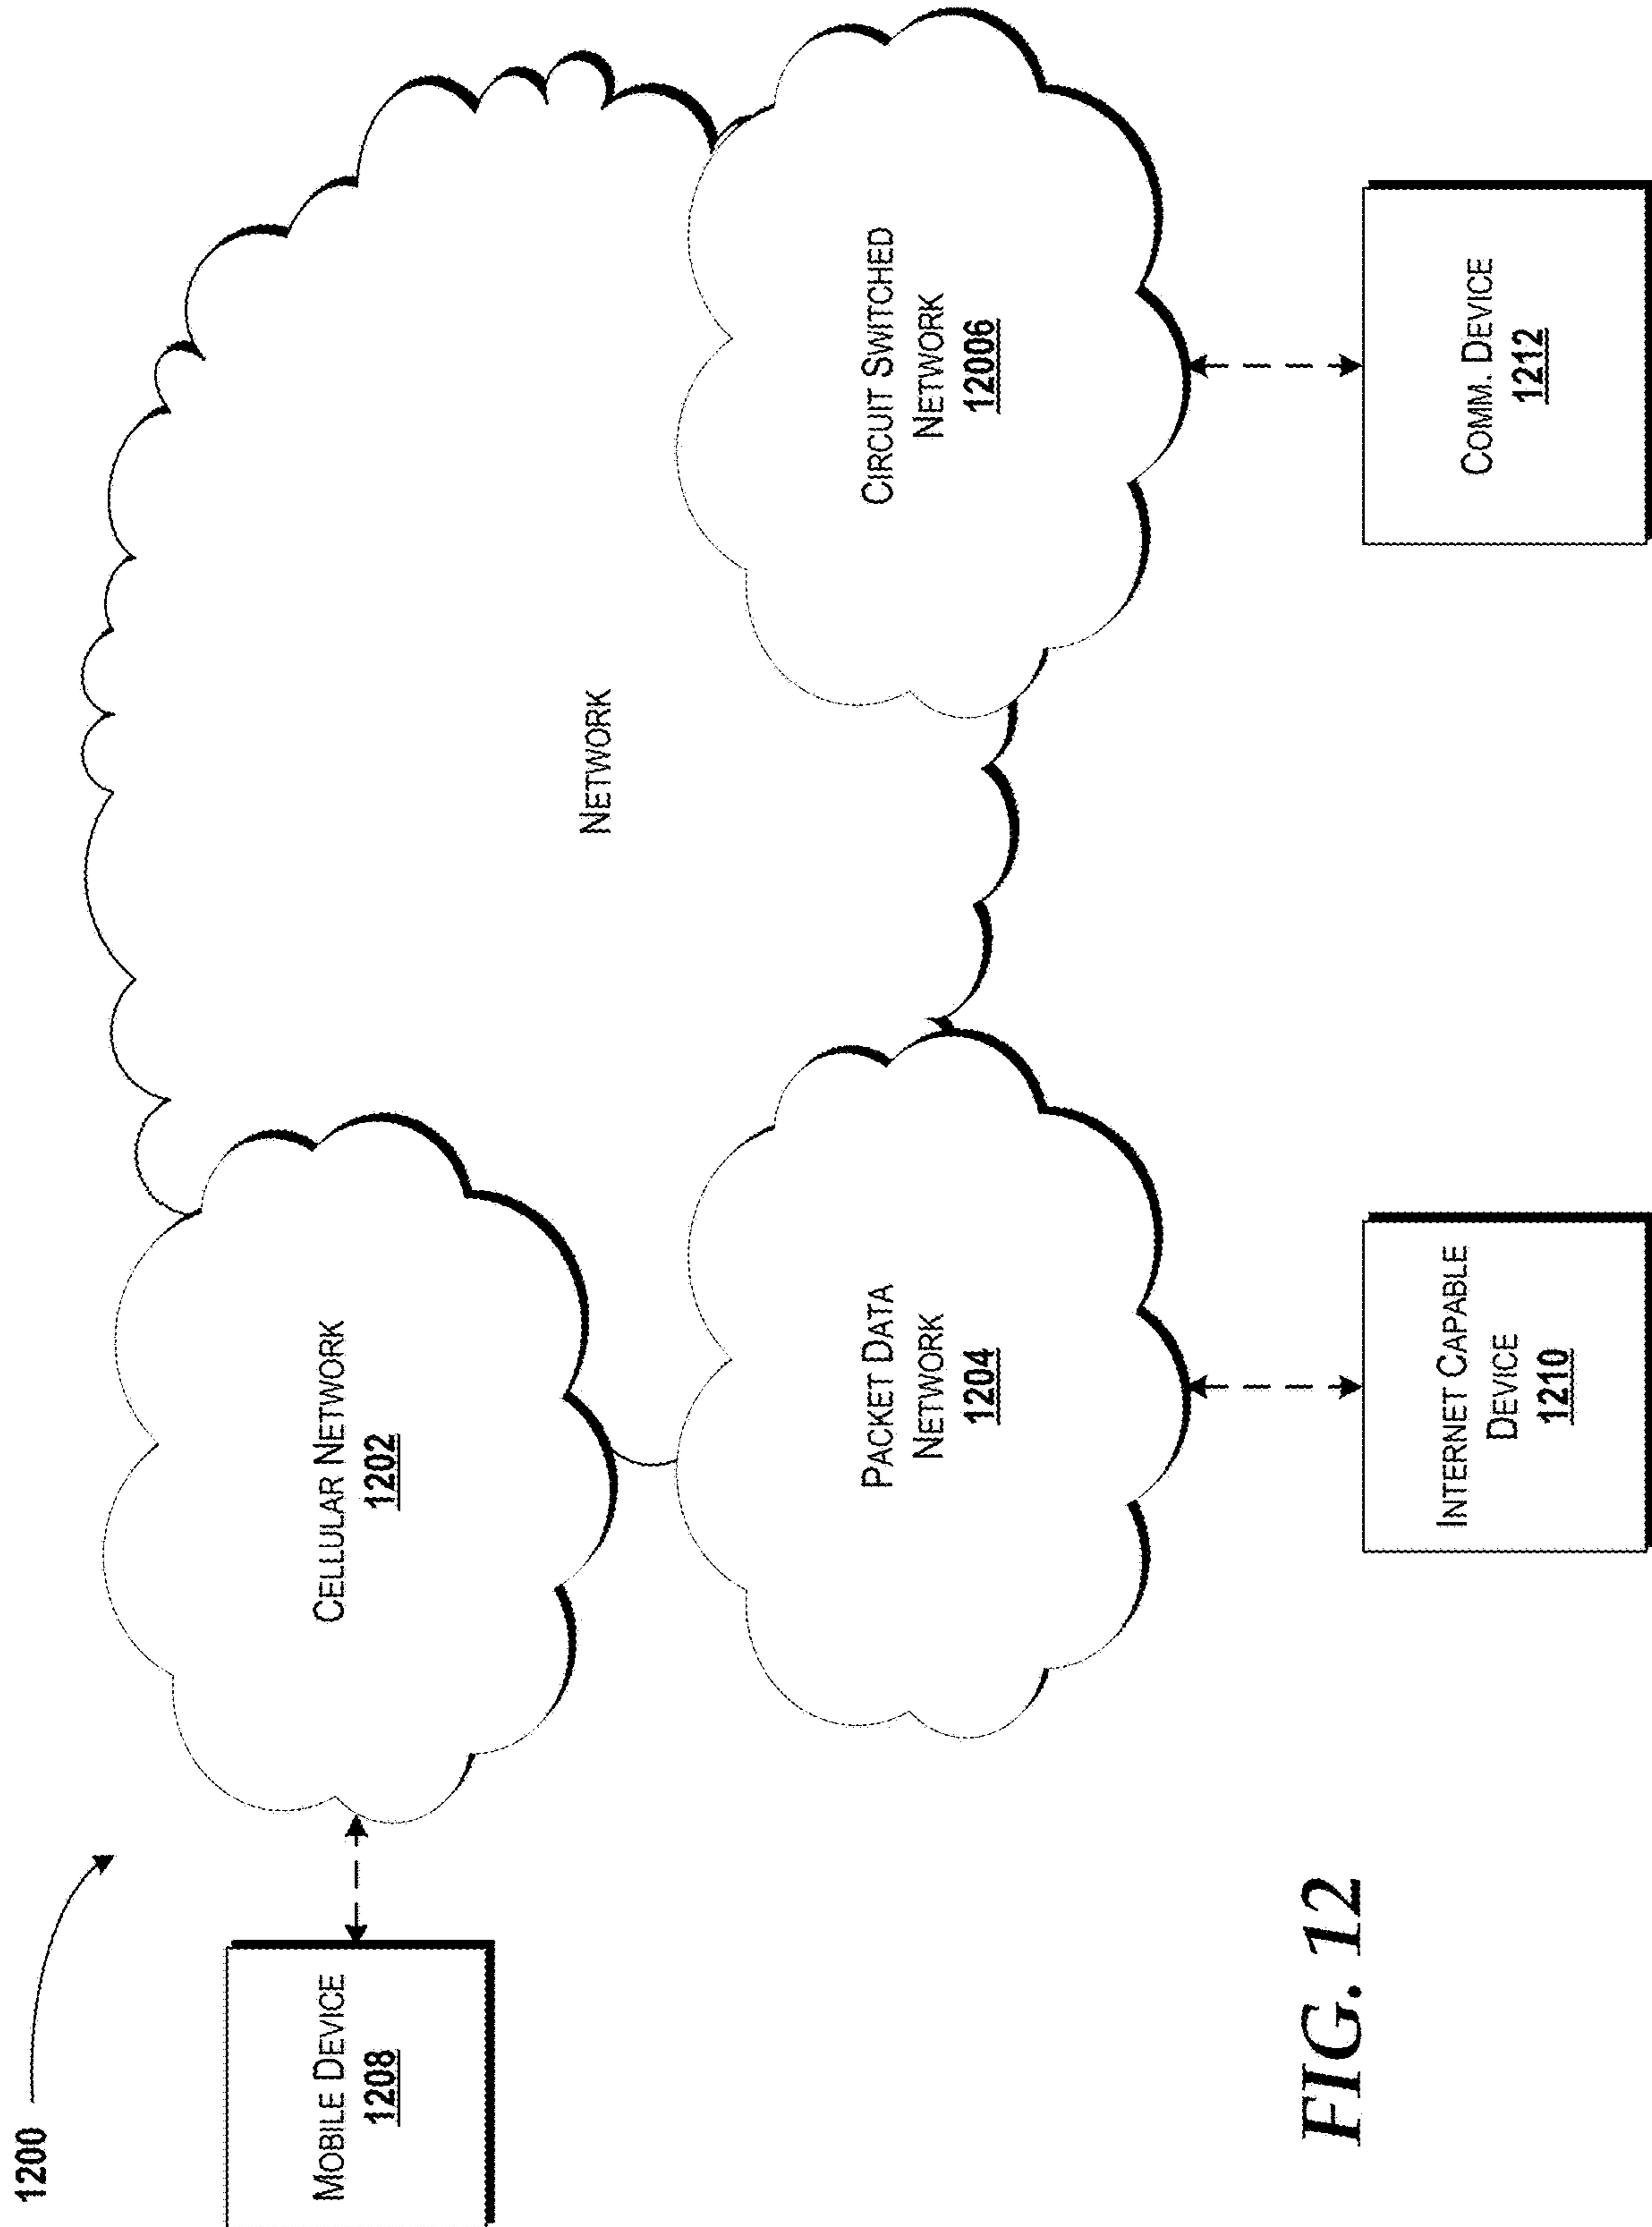 1200
MOBILE DEVICE
1208
CELLULAR NETWORK
1202
NETWORK
PACKET DATA
NETWORK
1204
CIRCUIT SWITCHED
NETWORK
12006
INTERNET CAPABLE
DEVICE
1210
COMM. DEVICE
1212
FIG. 12